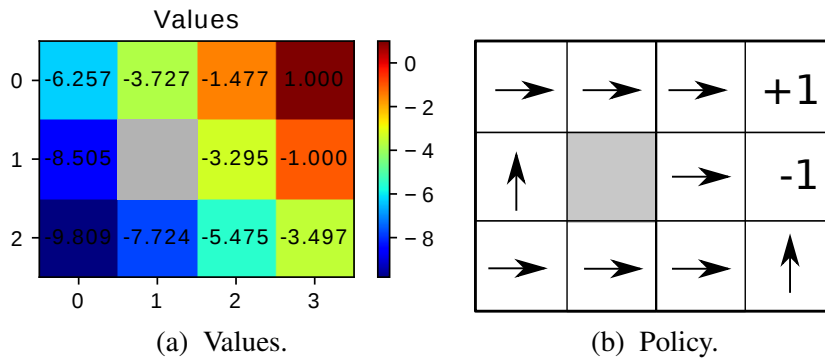 Values
0 -6.257 -3.727 -1.477 1.000
1 -8.505 -3.295 -1.000
2 -9.809 -7.724 -5.475 -3.497
0 1 2 3
0
−2
−4
−6
−8
(a) Values.
+1
-1
(b) Policy.